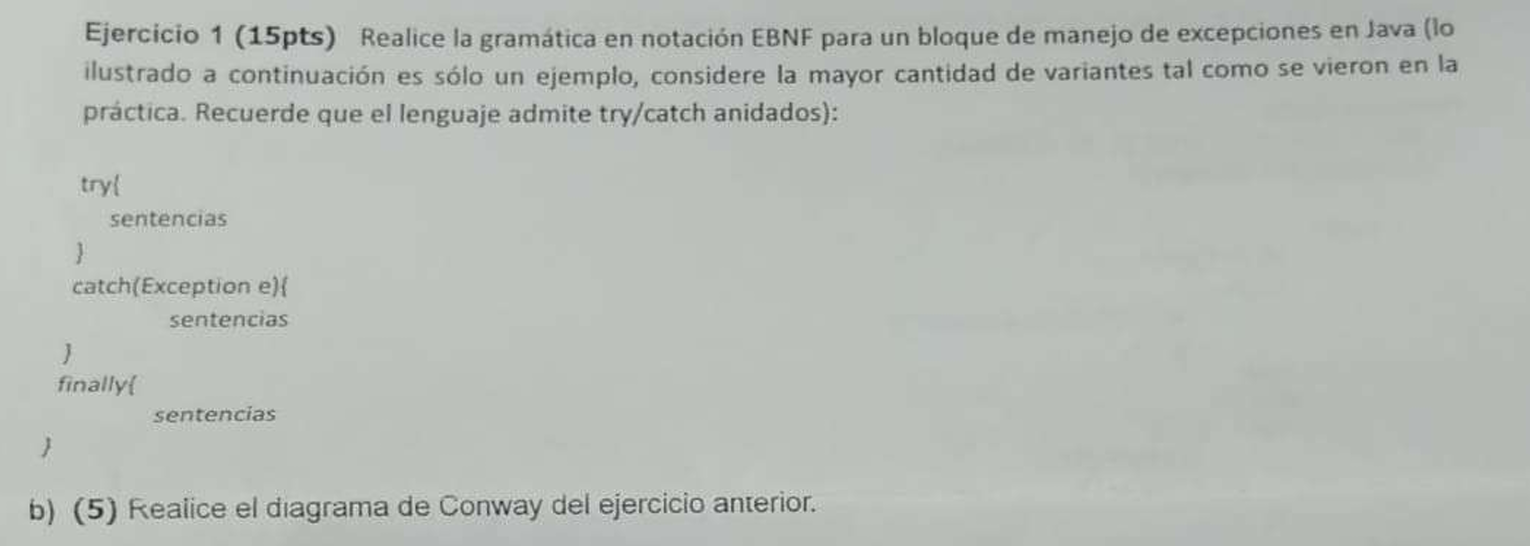 Ejercicio 1 (15pts) Realice la gramática en notación EBNF para un bloque de manejo de excepciones en Java (lo
ilustrado a continuación es sólo un ejemplo, considere la mayor cantidad de variantes tal como se vieron en la
práctica. Recuerde que el lenguaje admite try/catch anidados):
try{
sentencias
}
catch(Exception e){
sentencias
}
finally{
sentencias
}
b) (5) Realice el diagrama de Conway del ejercicio anterior.